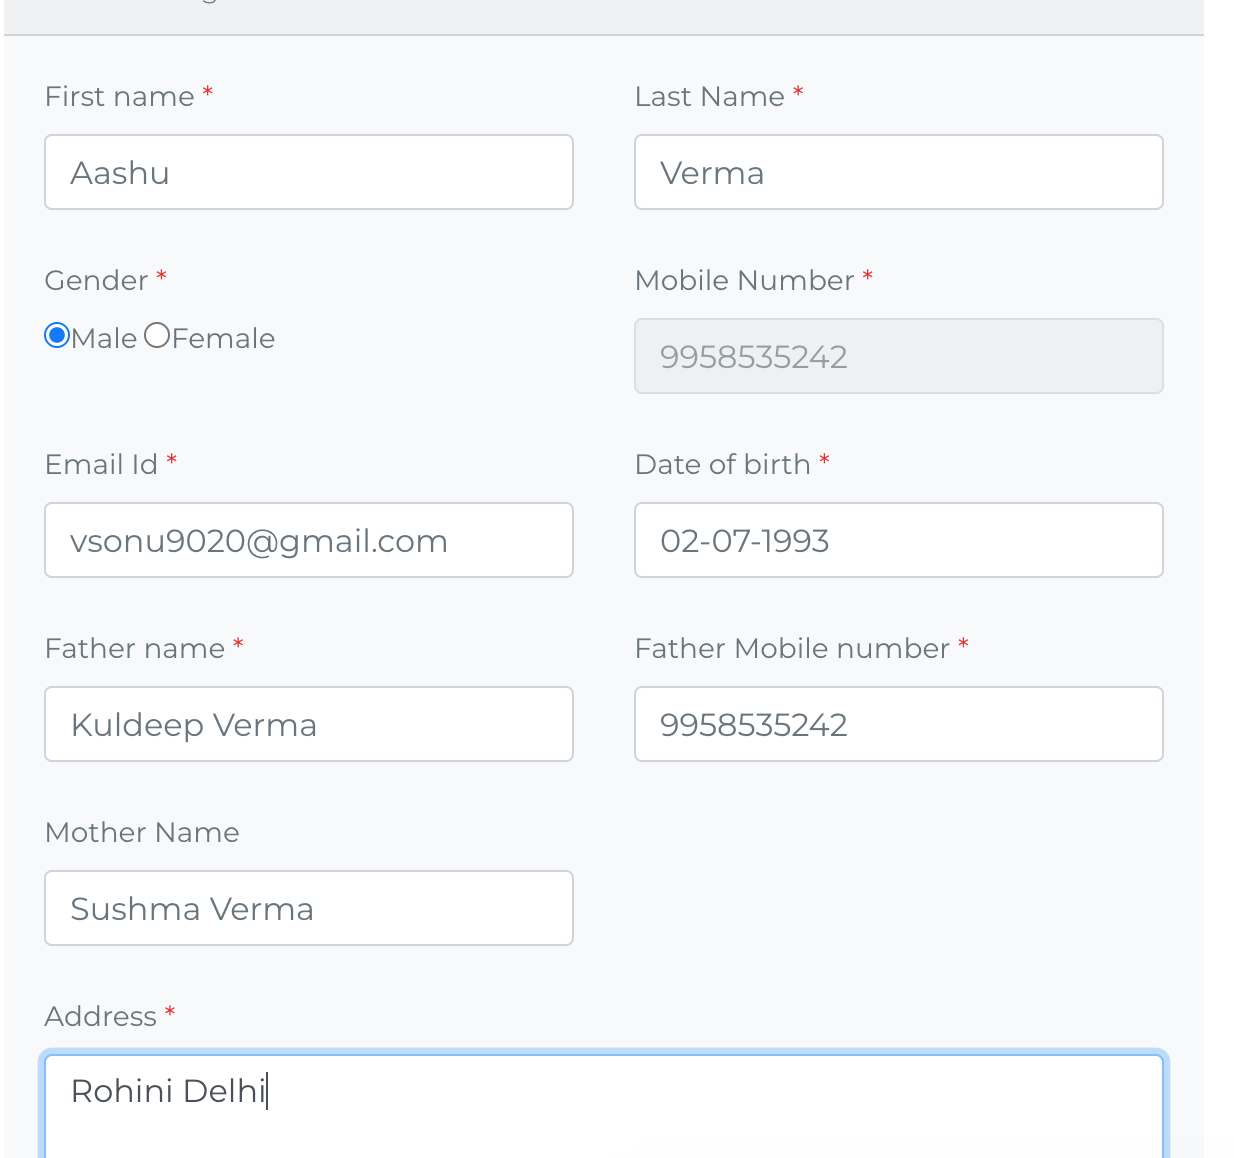 First name * Last Name *
Aashu Verma
Gender * Mobile Number *
Male Female 9958535242
Email Id * Date of birth *
vsonu9020@gmail.com 02-07-1993
Father name * Father Mobile number *
Kuldeep Verma 9958535242
Mother Name
Sushma Verma
Address *
Rohini Delhi